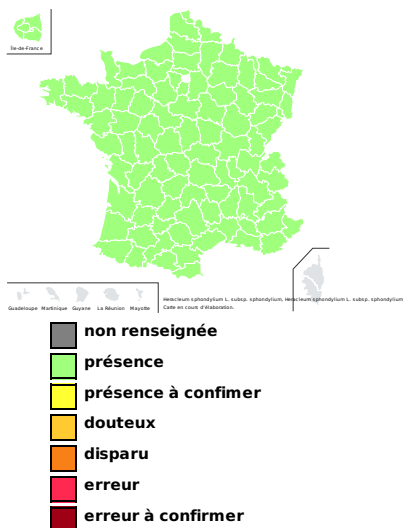 Île-de-France
Guadeloupe Martinique Guyane La Réunion Mayotte
Heracleum sphondylium L. subsp. sphondylium, Heracleum sphondylium L. subsp. sphondylium
Carte en cours d'élaboration.
non renseignée
présence
présence à confimer
douteux
disparu
erreur
erreur à confirmer